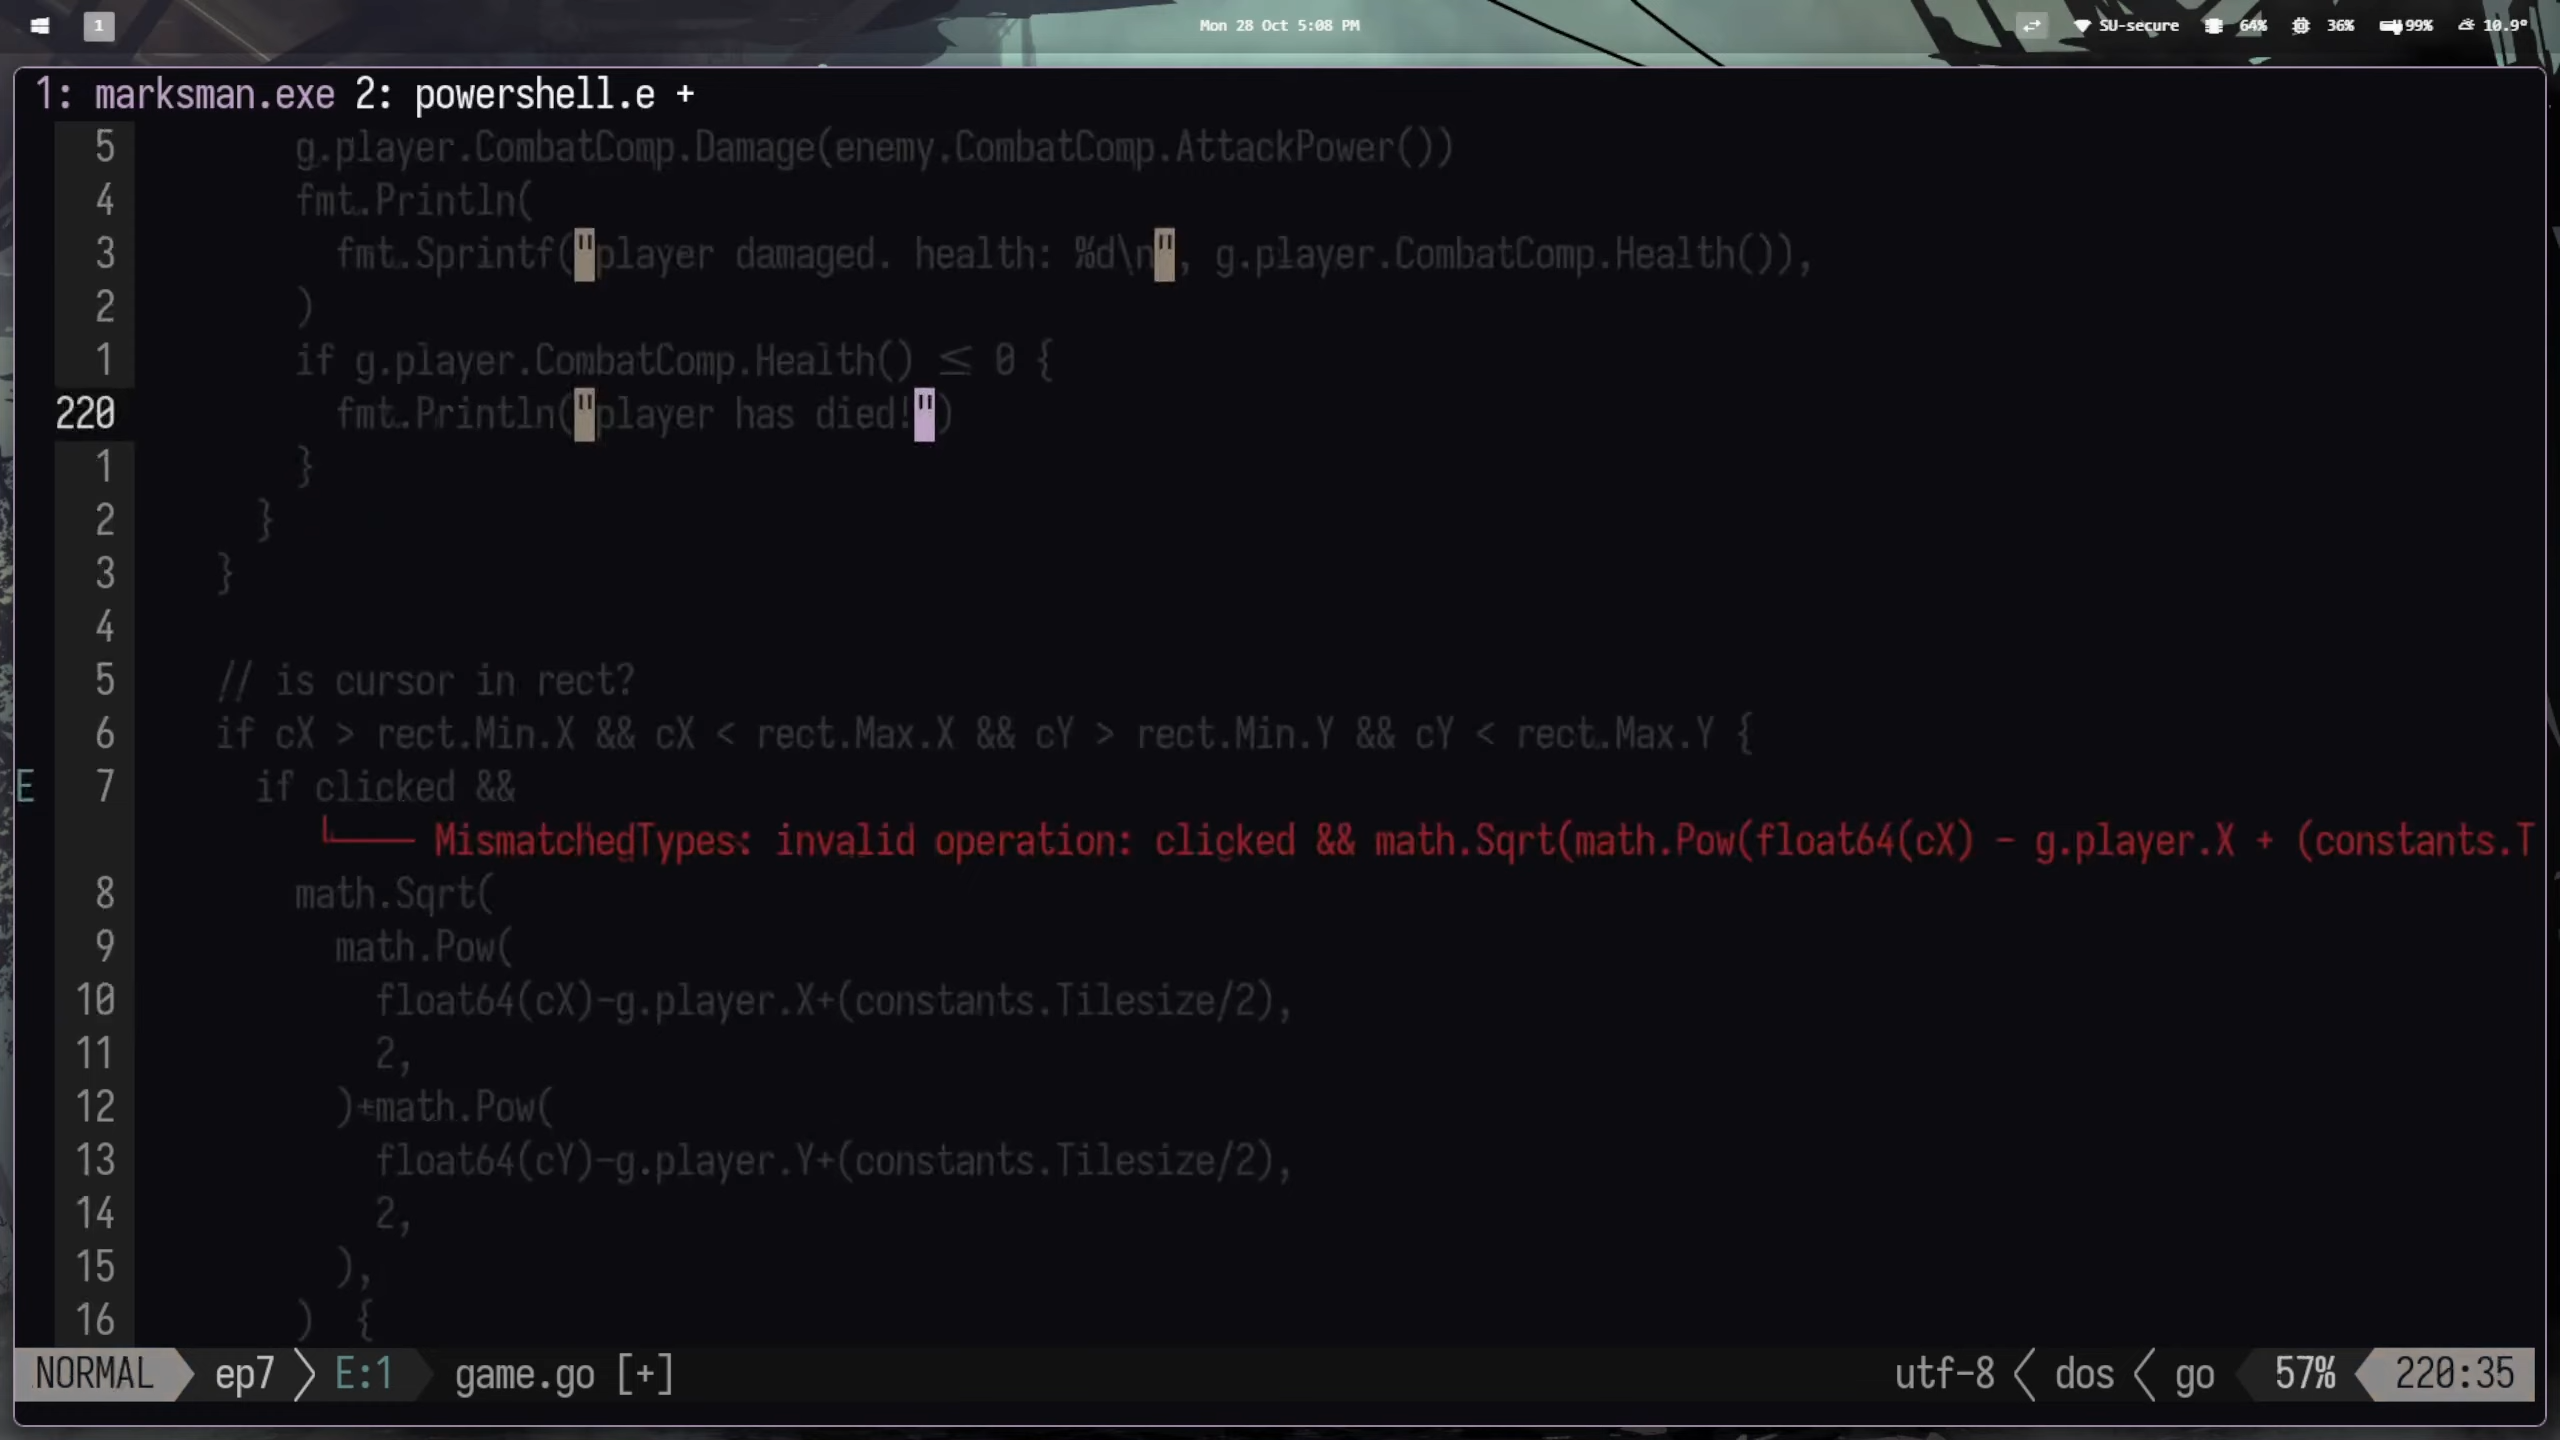 1 Mon 28 Oct 5:08 PM SU-secure 64% 36% 99% 10.9°
1: marksman.exe 2: powershell.e +
5 g.player.CombatComp.Damage(enemy.CombatComp.AttackPower())
4 fmt.Println(
3 fmt.Sprintf("player damaged. health: %d\n", g.player.CombatComp.Health()),
2 )
1 if g.player.CombatComp.Health() ≤ 0 {
220 fmt.Println("player has died!")
1 }
2 }
3 }
4
5 // is cursor in rect?
6 if cX > rect.Min.X && cX < rect.Max.X && cY > rect.Min.Y && cY < rect.Max.Y {
E 7 if clicked &&
└──── MismatchedTypes: invalid operation: clicked && math.Sqrt(math.Pow(float64(cX) - g.player.X + (constants.T
8 math.Sqrt(
9 math.Pow(
10 float64(cX)-g.player.X+(constants.Tilesize/2),
11 2,
12 )+math.Pow(
13 float64(cY)-g.player.Y+(constants.Tilesize/2),
14 2,
15 ),
16 ) {
NORMAL ep7 E:1 game.go [+] utf-8 dos go 57% 220:35